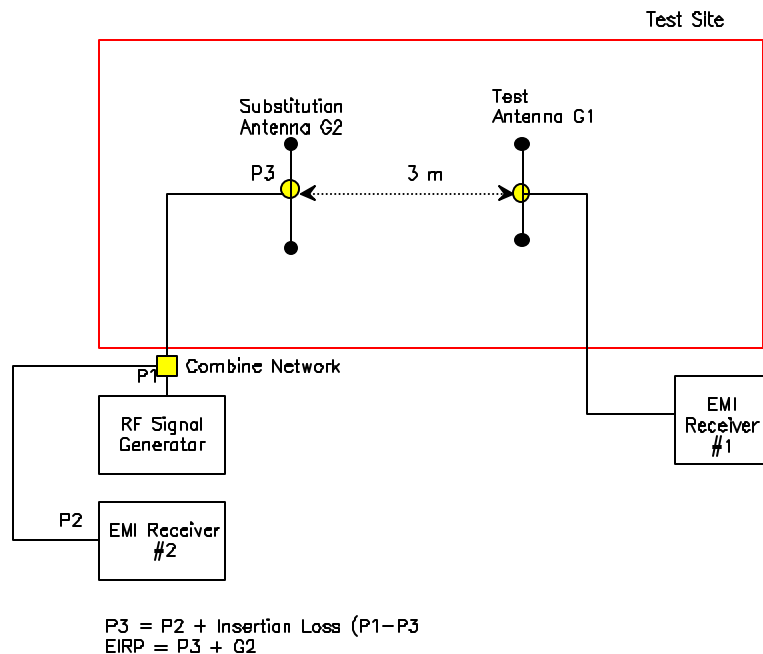 Test Site
Substitution
Antenna G2
Test
Antenna G1
P3
3 m
Combine Network
P1
RF Signal
Generator
EMI
Receiver
#1
P2
EMI Receiver
#2
P3 = P2 + Insertion Loss (P1-P3
EIRP = P3 + G2